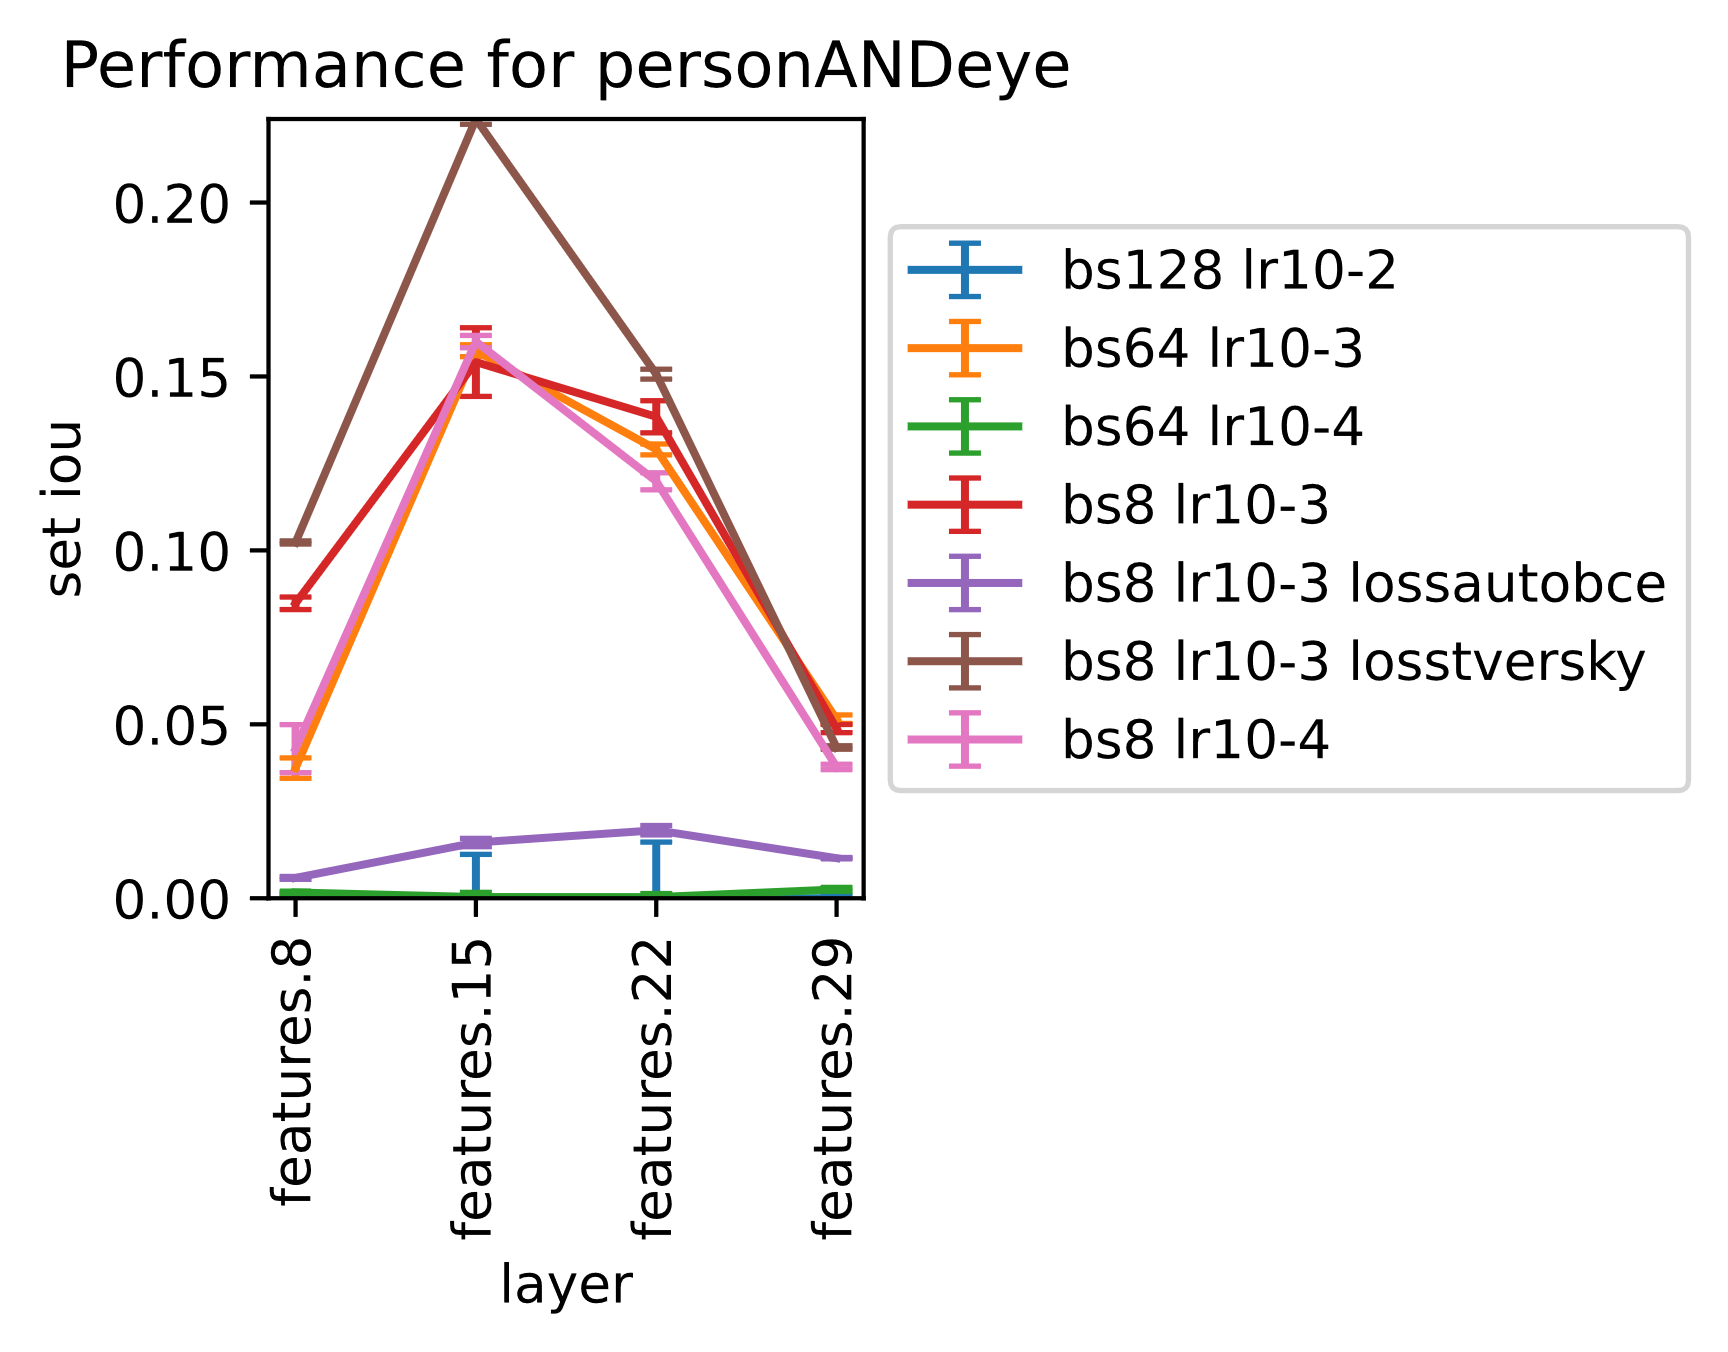 Performance for personANDeye
set iou
0.20
0.15
0.10
0.05
0.00
features.8
features.15
features.22
features.29
layer
bs128 lr10-2
bs64 lr10-3
bs64 lr10-4
bs8 lr10-3
bs8 lr10-3 lossautobce
bs8 lr10-3 losstversky
bs8 lr10-4